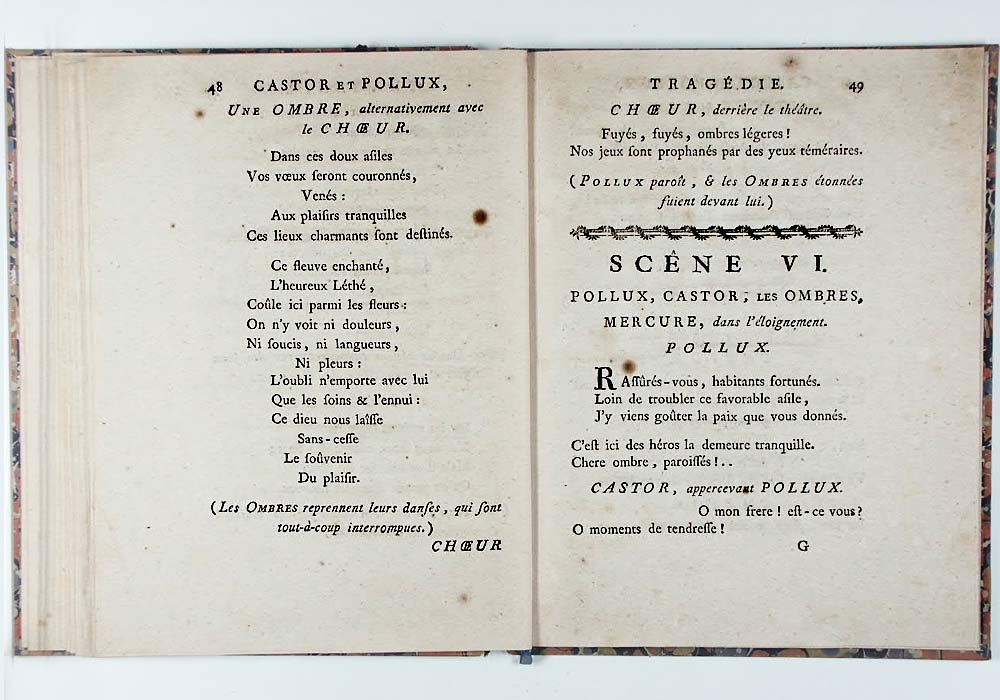 48 CASTOR ET POLLUX,
UNE OMBRE, alternativement avec
le CHŒUR.
Dans ces doux aſiles
Vos vœux ſeront couronnés,
Venés :
Aux plaiſirs tranquilles
Ces lieux charmants ſont deſtinés.
Ce fleuve enchanté,
L'heureux Léthé,
Coûle ici parmi les fleurs :
On n'y voit ni douleurs,
Ni ſoucis, ni langueurs,
Ni pleurs :
L'oubli n'emporte avec lui
Que les ſoins & l'ennui :
Ce dieu nous laîſſe
Sans-ceſſe
Le ſoûvenir
Du plaiſir.
(Les OMBRES reprennent leurs danſes, qui ſont
tout-à-coup interrompues.)
CHŒUR
TRAGÉDIE. 49
CHŒUR, derrière le théâtre.
Fuyés, fuyés, ombres légeres !
Nos jeux ſont prophanés par des yeux téméraires.
(POLLUX paroît, & les OMBRES étonnées
fuient devant lui.)
SCÊNE VI.
POLLUX, CASTOR, LES OMBRES,
MERCURE, dans l'éloignement.
POLLUX.
RAſſûrés-vous, habitants fortunés.
Loin de troubler ce favorable aſile,
J'y viens goûter la paix que vous donnés.
C'eſt ici des héros la demeure tranquille.
Chere ombre, paroiſſés !..
CASTOR, appercevant POLLUX.
O mon frere ! eſt-ce vous ?
O moments de tendreſſe !
G